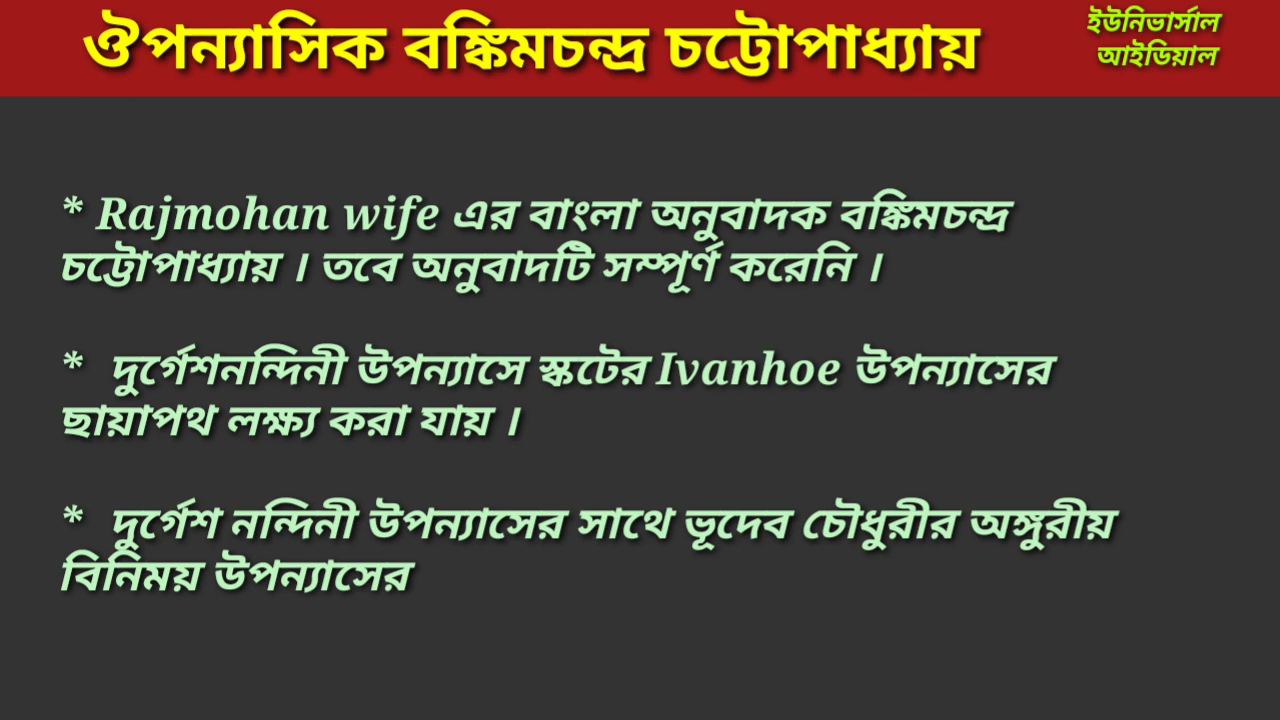 ঔপন্যাসিক বঙ্কিমচন্দ্র চট্টোপাধ্যায়
ইউনিভার্সাল
আইডিয়াল
* Rajmohan wife এর বাংলা অনুবাদক বঙ্কিমচন্দ্র
চট্টোপাধ্যায় । তবে অনুবাদটি সম্পূর্ণ করেনি ।
* দুর্গেশনন্দিনী উপন্যাসে স্কটের Ivanhoe উপন্যাসের
ছায়াপথ লক্ষ্য করা যায় ।
* দুর্গেশ নন্দিনী উপন্যাসের সাথে ভূদেব চৌধুরীর অঙ্গুরীয়
বিনিময় উপন্যাসের